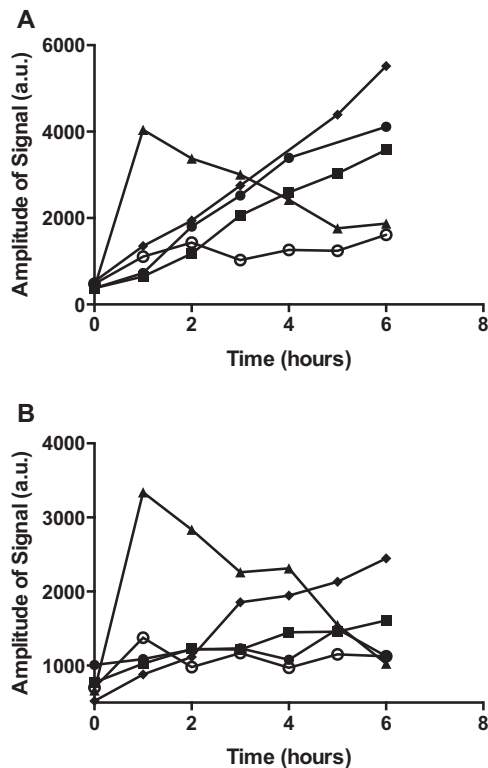 A
6000
4000
2000
0
Amplitude of Signal (a.u.)
0 2 4 6 8
Time (hours)
B
4000
3000
2000
1000
Amplitude of Signal (a.u.)
0 2 4 6 8
Time (hours)